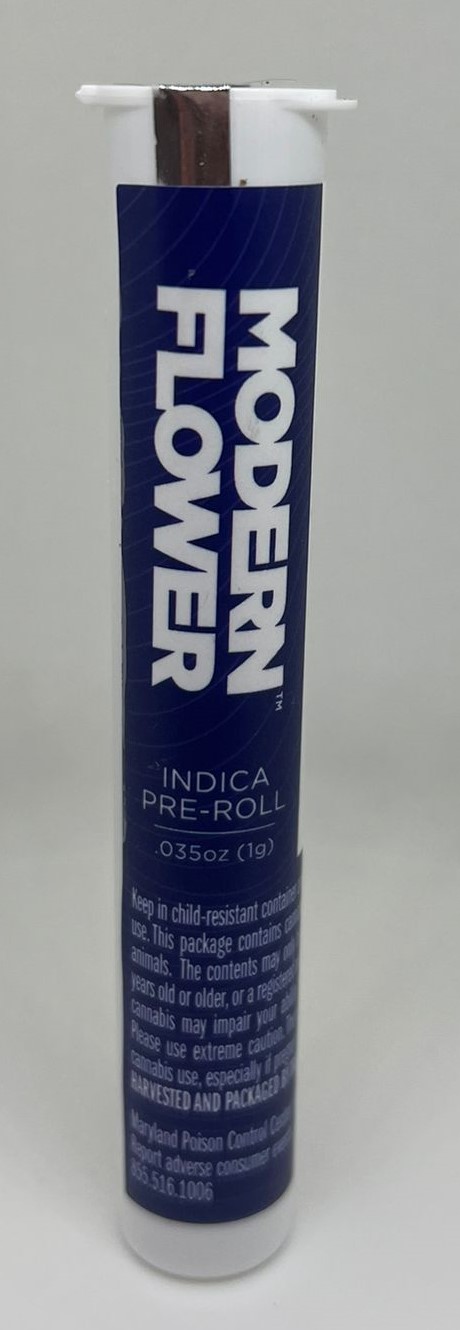 MODERN
FLOWER
TM
INDICA
PRE-ROLL
.035oz (1g)
Keep in child-resistant container
use. This package contains
animals. The contents may only
years old or older, or a registered
cannabis may impair your
Please use extreme caution.
cannabis use, especially if
HARVESTED AND PACKAGED
Maryland Poison Control
Report adverse consumer
855.516.1006